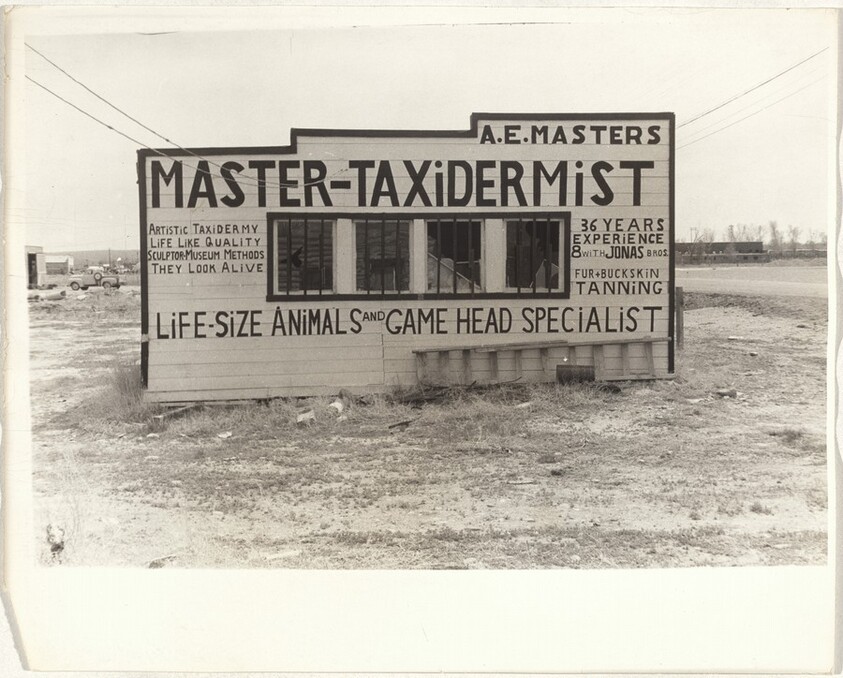 A.E.MASTERS
MASTER-TAXiDERMiST
ARTISTIC TAXIDERMY
LIFE LIKE QUALITY
SCULPTOR-MUSEUM METHODS
THEY LOOK ALIVE
36 YEARS
EXPERiENCE
8 WITH JONAS BROS.
FUR+BUCKSKIN
TANNING
LiFE-SiZE ANiMALS AND GAME HEAD SPECiALiST